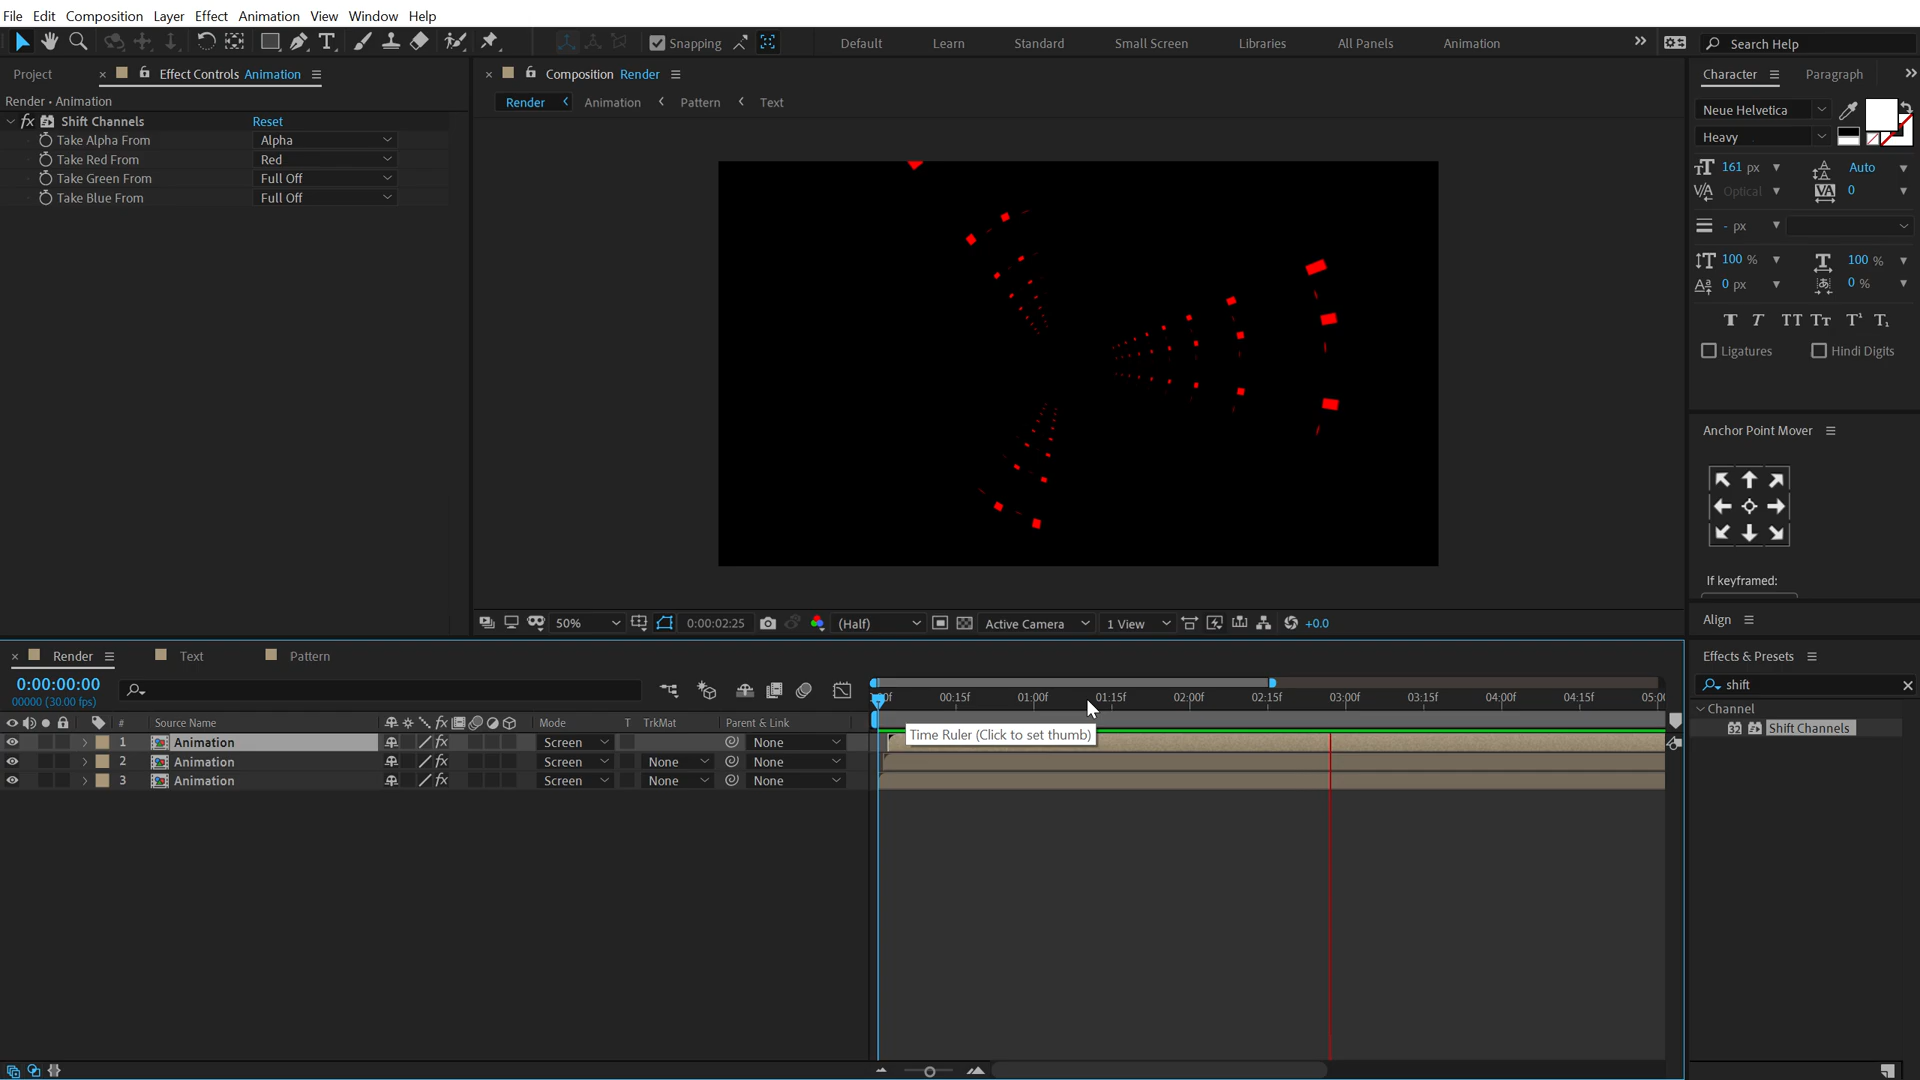 File Edit Composition Layer Effect Animation View Window Help
Snapping Default Learn Standard Small Screen Libraries All Panels Animation Search Help
Project Effect Controls Animation
Composition Render
Character Paragraph
Render • Animation
Render Animation Pattern Text
Shift Channels Reset
Take Alpha From Alpha
Take Red From Red
Take Green From Full Off
Take Blue From Full Off
Neue Helvetica
Heavy
161 px Auto
Optical 0
- px
100 % 100 %
0 px 0 %
Ligatures Hindi Digits
Anchor Point Mover
If keyframed:
Align
50% 0:00:02:25 (Half) Active Camera 1 View +0.0
Render Text Pattern
Effects & Presets
0:00:00:00
00000 (30.00 fps)
00:15f 01:00f 01:15f 02:00f 02:15f 03:00f 03:15f 04:00f 04:15f
shift
Channel
32 Shift Channels
# Source Name Mode T TrkMat Parent & Link
Time Ruler (Click to set thumb)
1 Animation Screen None
2 Animation Screen None None
3 Animation Screen None None